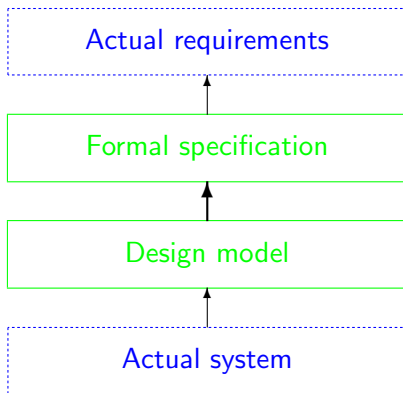 Actual requirements
Formal specification
Design model
Actual system